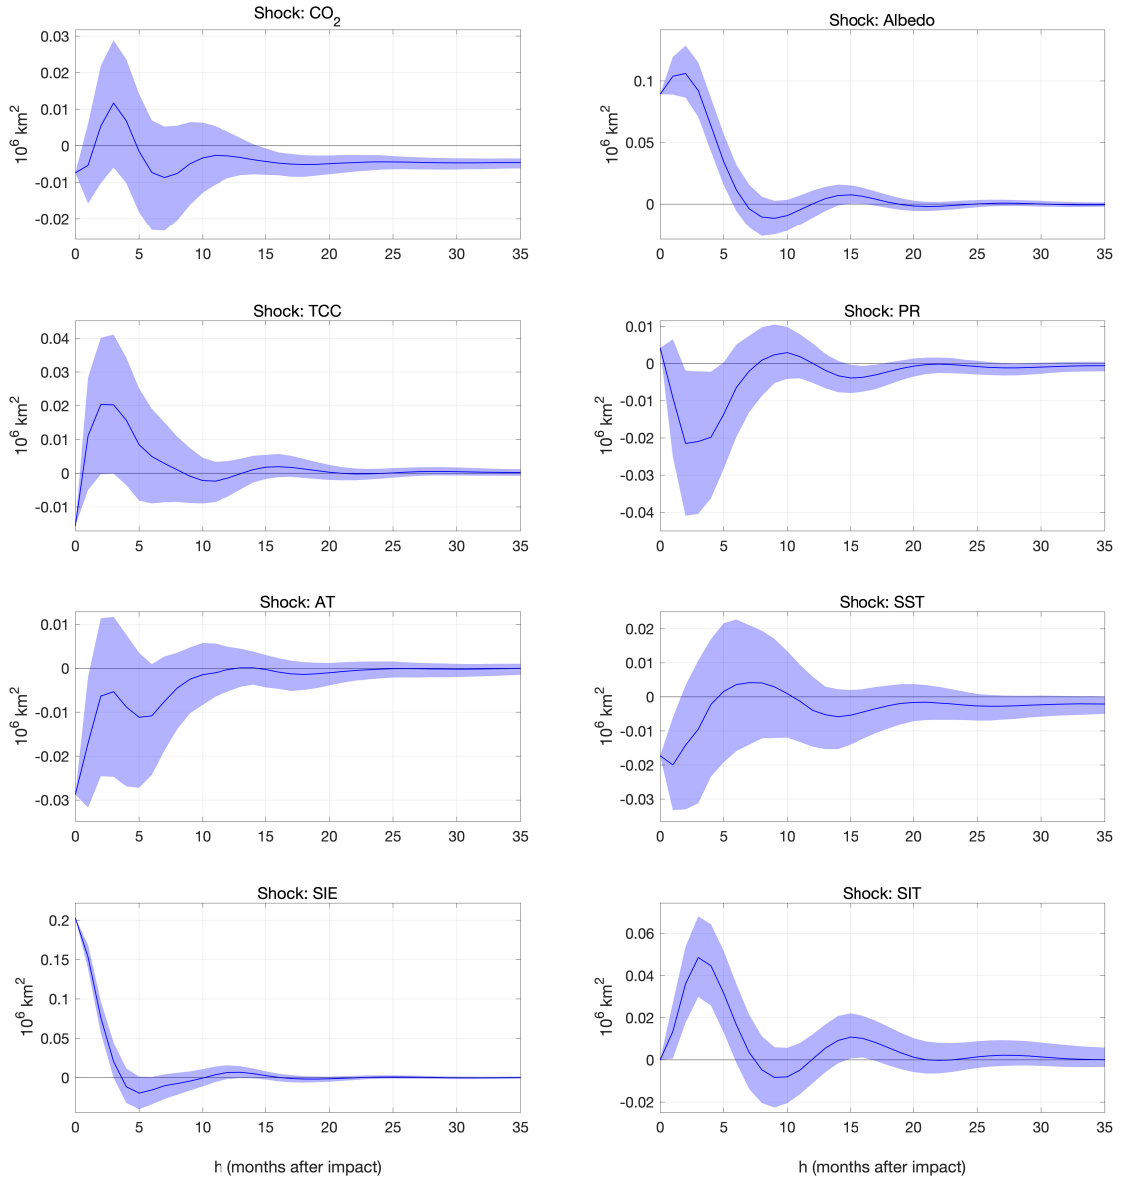 Shock: CO2
0.03
0.02
0.01
0
-0.01
-0.02
10^6 km^2
0 5 10 15 20 25 30 35
Shock: Albedo
0.1
0.05
0
10^6 km^2
0 5 10 15 20 25 30 35
Shock: TCC
0.04
0.03
0.02
0.01
0
-0.01
10^6 km^2
0 5 10 15 20 25 30 35
Shock: PR
0.01
0
-0.01
-0.02
-0.03
-0.04
10^6 km^2
0 5 10 15 20 25 30 35
Shock: AT
0.01
0
-0.01
-0.02
-0.03
10^6 km^2
0 5 10 15 20 25 30 35
Shock: SST
0.02
0.01
0
-0.01
-0.02
-0.03
10^6 km^2
0 5 10 15 20 25 30 35
Shock: SIE
0.2
0.15
0.1
0.05
0
10^6 km^2
0 5 10 15 20 25 30 35
h (months after impact)
Shock: SIT
0.06
0.04
0.02
0
-0.02
10^6 km^2
0 5 10 15 20 25 30 35
h (months after impact)